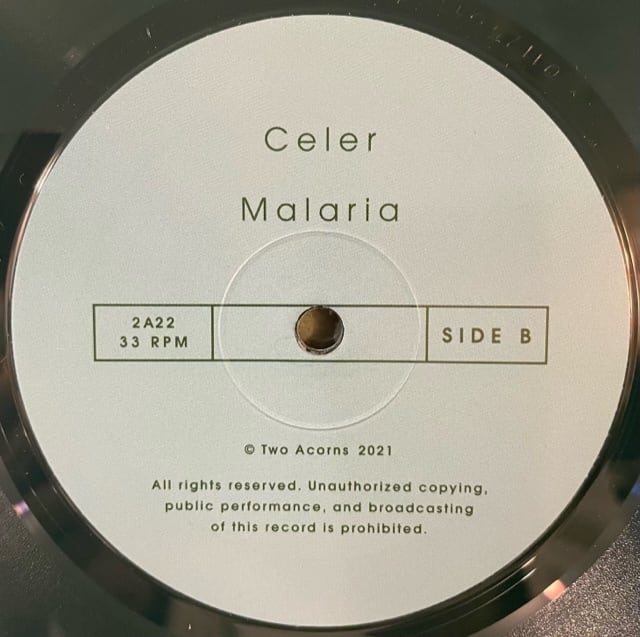 Celer
Malaria
2A22
33 RPM
SIDE B
© Two Acorns 2021
All rights reserved. Unauthorized copying,
public performance, and broadcasting
of this record is prohibited.